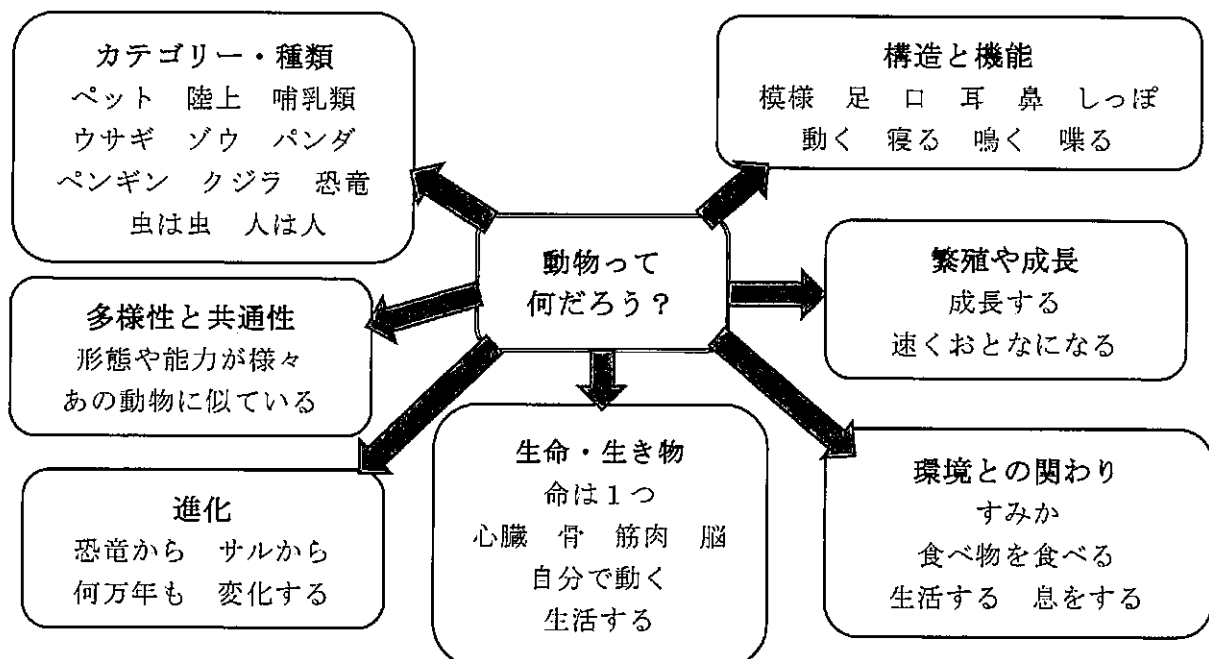 カテゴリー・種類
ペット　陸上　哺乳類
ウサギ　ゾウ　パンダ
ペンギン　クジラ　恐竜
虫は虫　人は人
構造と機能
模様　足　口　耳　鼻　しっぽ
動く　寝る　鳴く　喋る
動物って
何だろう？
繁殖や成長
成長する
速くおとなになる
多様性と共通性
形態や能力が様々
あの動物に似ている
進化
恐竜から　サルから
何万年も　変化する
生命・生き物
命は１つ
心臓　骨　筋肉　脳
自分で動く
生活する
環境との関わり
すみか
食べ物を食べる
生活する　息をする